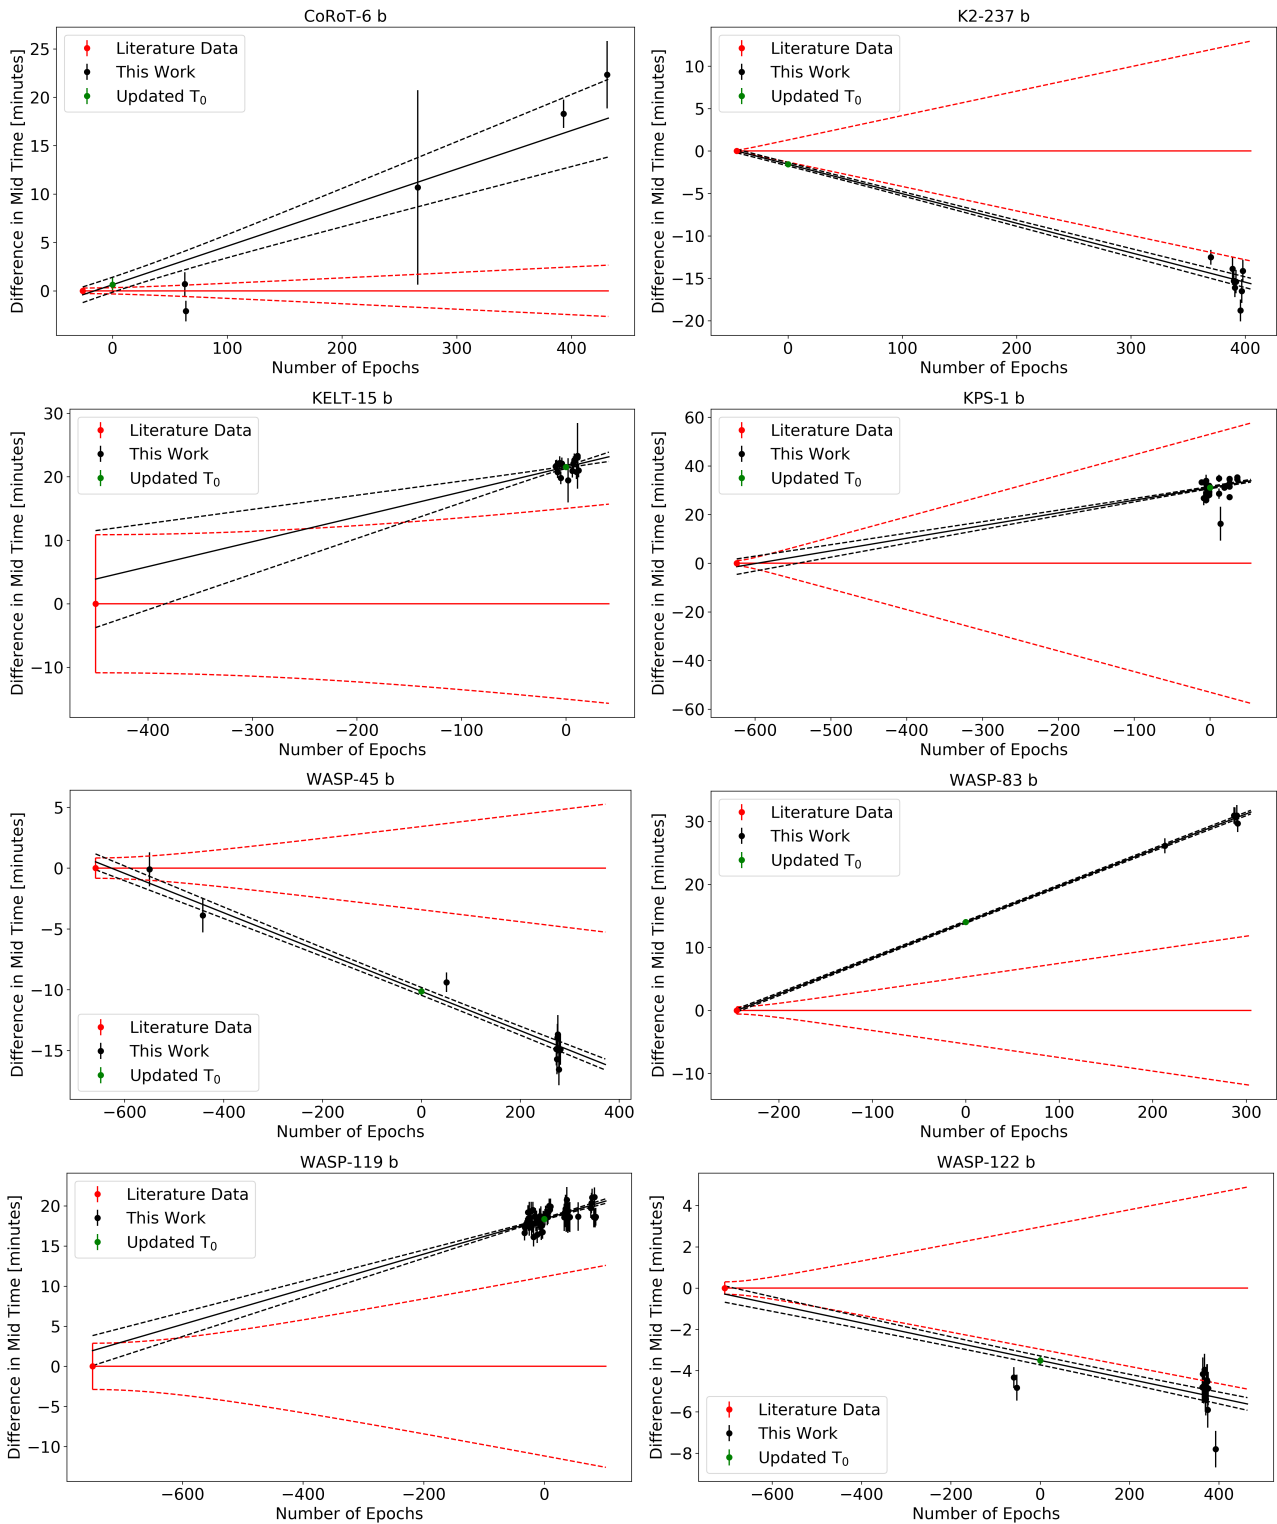 CoRoT-6 b
Difference in Mid Time [minutes]
25
20
15
10
5
0
Literature Data
This Work
Updated T0
0
100
200
300
400
Number of Epochs
K2-237 b
Difference in Mid Time [minutes]
10
5
0
−5
−10
−15
−20
Literature Data
This Work
Updated T0
0
100
200
300
400
Number of Epochs
KELT-15 b
Difference in Mid Time [minutes]
30
20
10
0
−10
Literature Data
This Work
Updated T0
−400
−300
−200
−100
0
Number of Epochs
KPS-1 b
Difference in Mid Time [minutes]
60
40
20
0
−20
−40
−60
Literature Data
This Work
Updated T0
−600
−500
−400
−300
−200
−100
0
Number of Epochs
WASP-45 b
Difference in Mid Time [minutes]
5
0
−5
−10
−15
Literature Data
This Work
Updated T0
−600
−400
−200
0
200
400
Number of Epochs
WASP-83 b
Difference in Mid Time [minutes]
30
20
10
0
−10
Literature Data
This Work
Updated T0
−200
−100
0
100
200
300
Number of Epochs
WASP-119 b
Difference in Mid Time [minutes]
20
15
10
5
0
−5
−10
Literature Data
This Work
Updated T0
−600
−400
−200
0
Number of Epochs
WASP-122 b
Difference in Mid Time [minutes]
4
2
0
−2
−4
−6
−8
Literature Data
This Work
Updated T0
−600
−400
−200
0
200
400
Number of Epochs